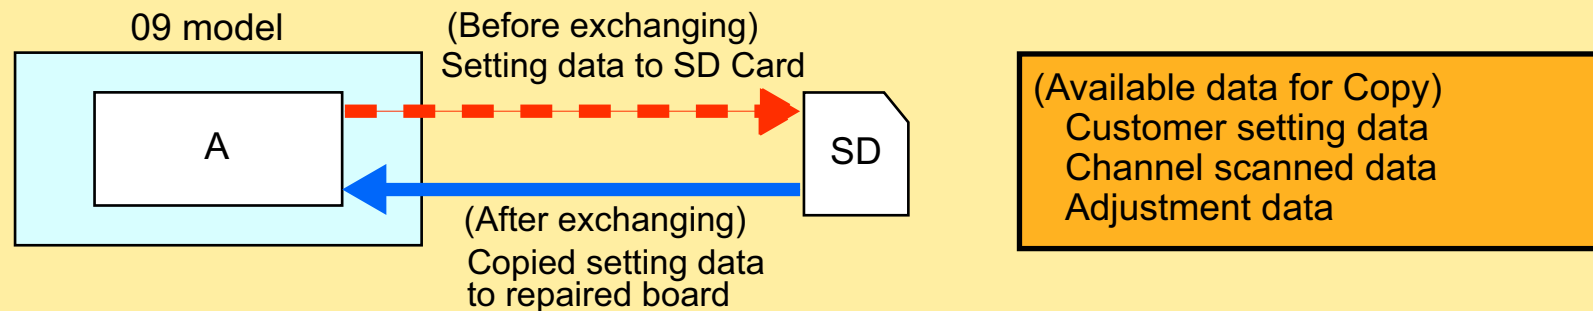 09 model
(Before exchanging)
Setting data to SD Card
A
SD
(After exchanging)
Copied setting data
to repaired board
(Available data for Copy)
Customer setting data
Channel scanned data
Adjustment data